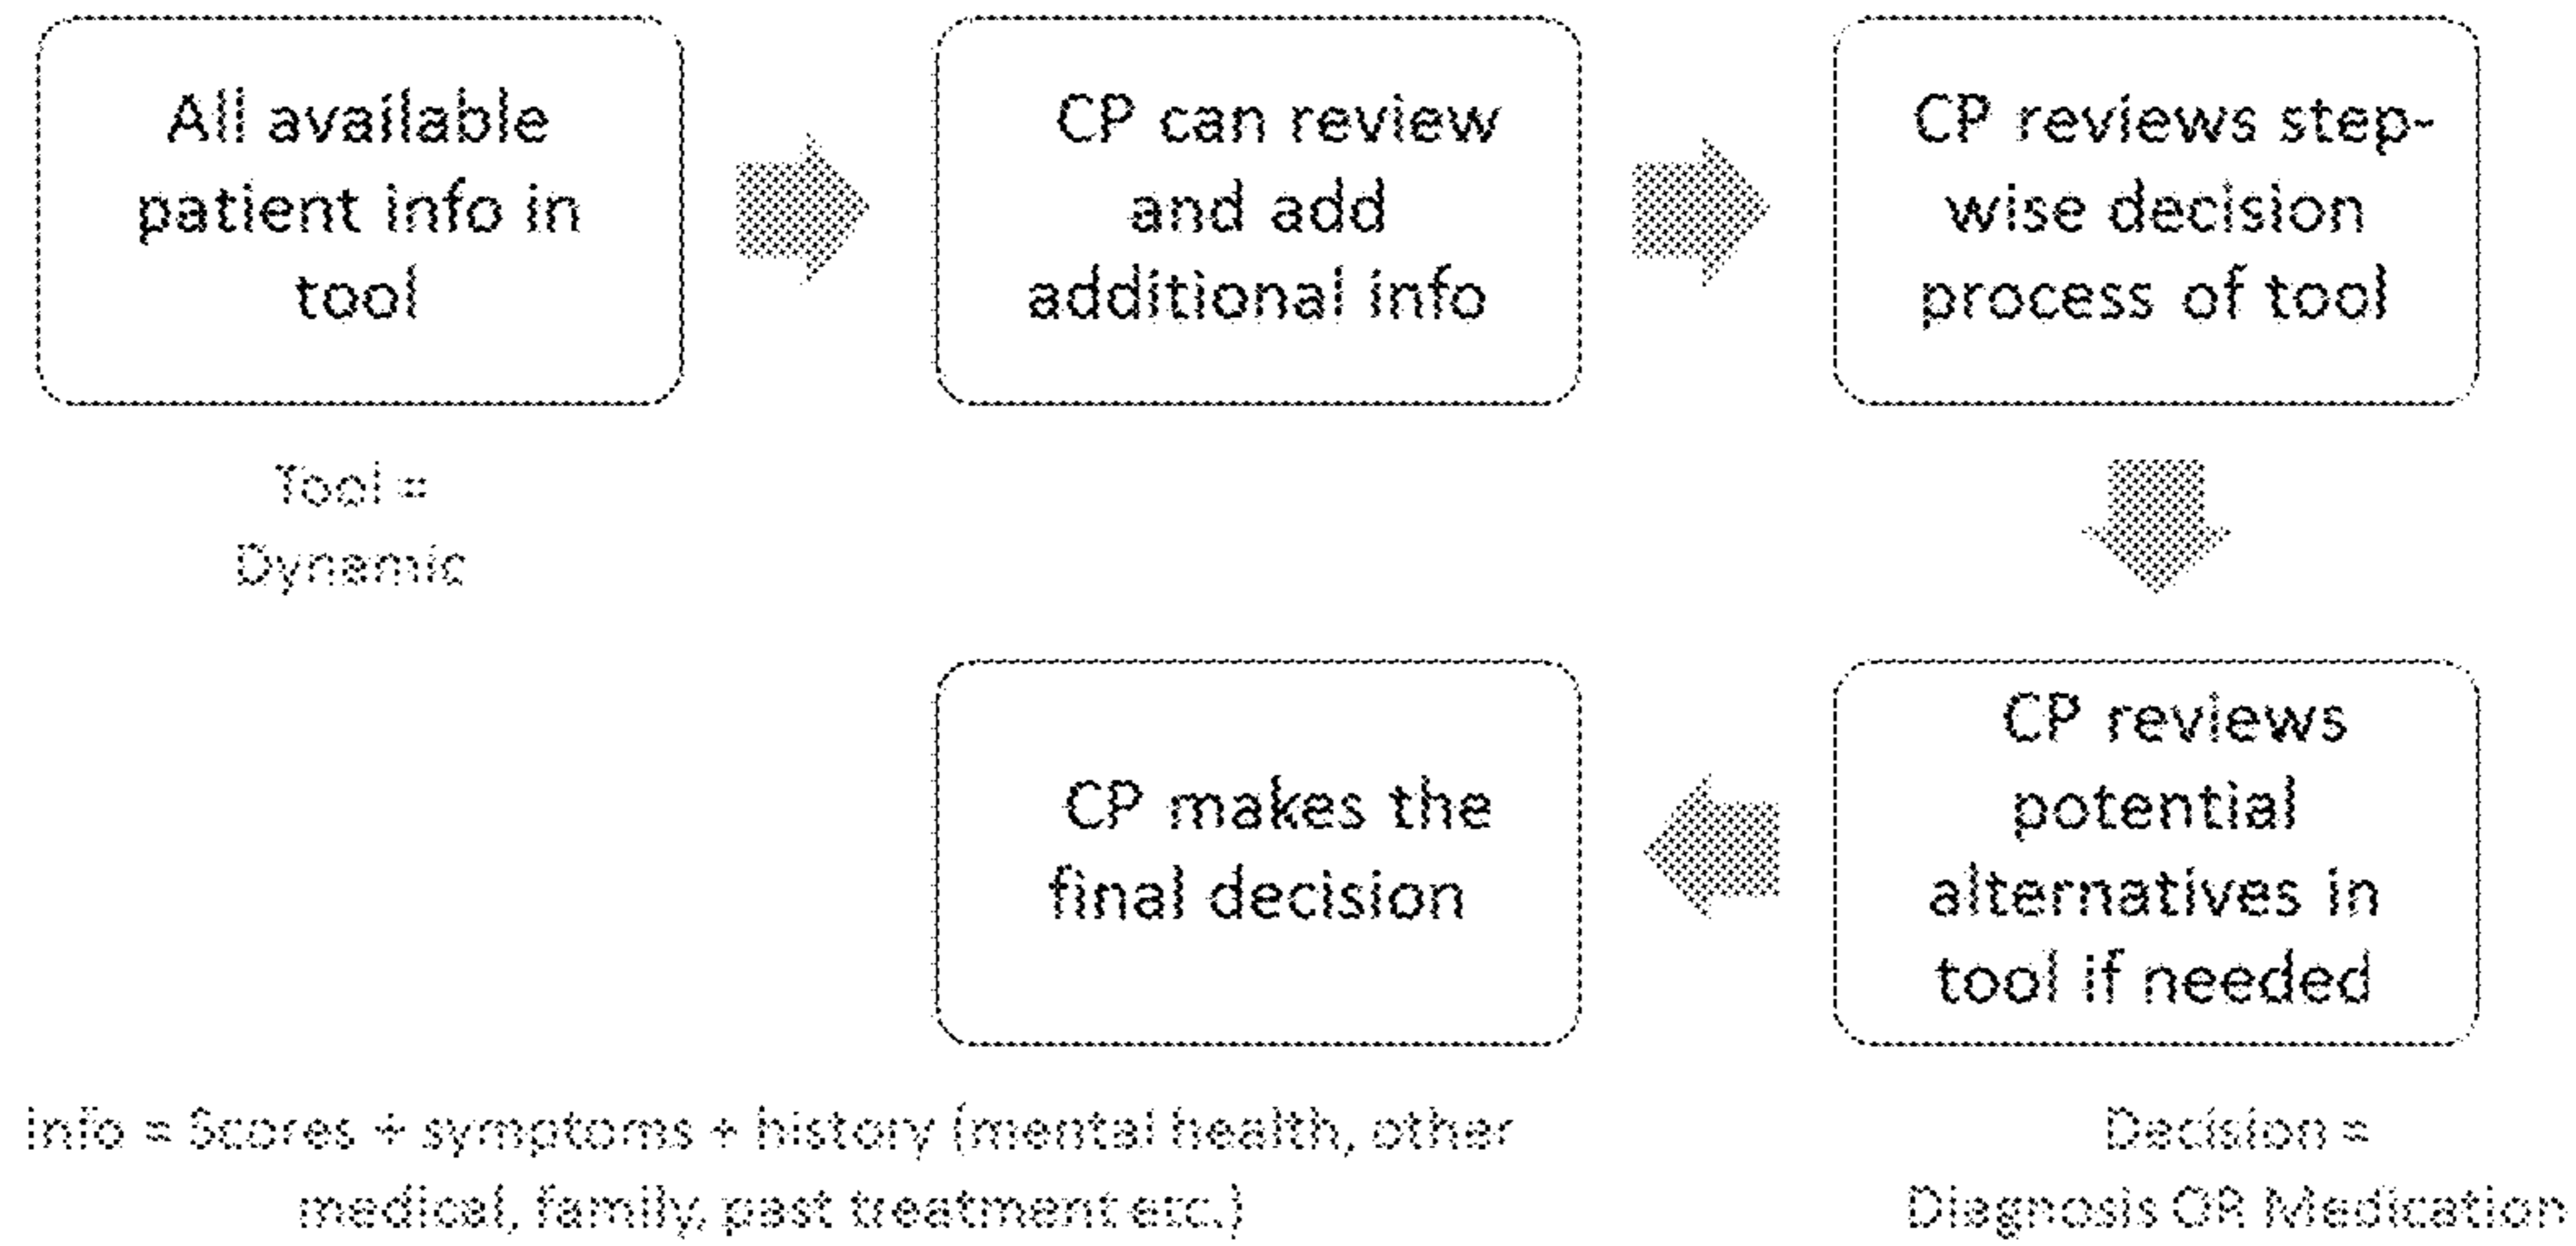 All available
patient info in
tool
CP can review
and add
additional info
CP reviews step-
wise decision
process of tool
Tool =
Dynamic
CP reviews
potential
alternatives in
tool if needed
CP makes the
final decision
info = Scores + symptoms + history (mental health, other
medical, family, past treatment etc.)
Decision =
Diagnosis OR Medication